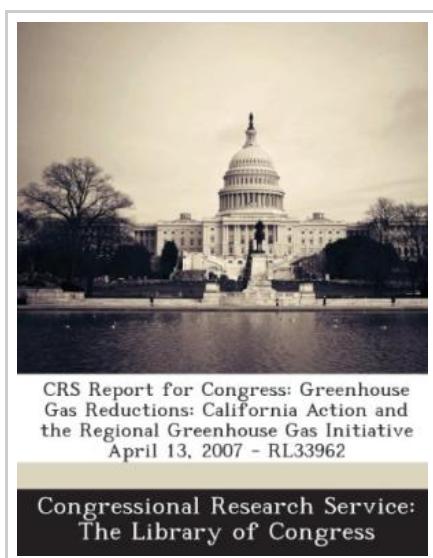 CRS Report for Congress: Greenhouse
Gas Reductions: California Action and
the Regional Greenhouse Gas Initiative
April 13, 2007 - RL33962
Congressional Research Service:
The Library of Congress